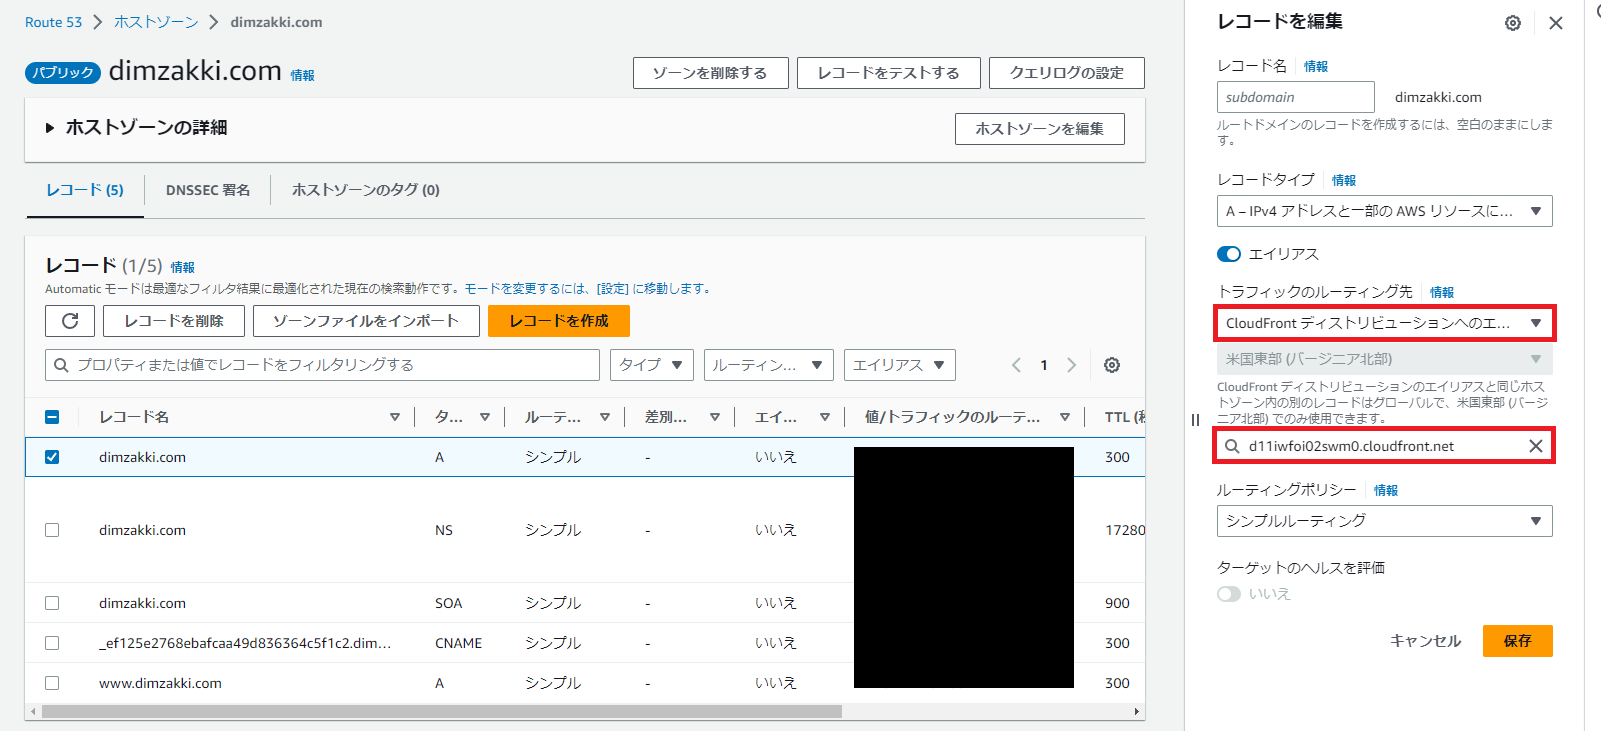 Route 53 > ホストゾーン > dimzakki.com
パブリック dimzakki.com 情報
ゾーンを削除する レコードをテストする クエリログの設定
ホストゾーンの詳細
ホストゾーンを編集
レコード (5) DNSSEC 署名 ホストゾーンのタグ (0)
レコード (1/5) 情報
Automatic モードは最適なフィルタ結果に最適化された現在の検索動作です。モードを変更するには、[設定] に移動します。
レコードを削除 ゾーンファイルをインポート レコードを作成
プロパティまたは値でレコードをフィルタリングする タイプ ルーティン... エイリアス 1
レコード名 タ... ルーテ... 差別... エイ... 値/トラフィックのルーテ... TTL (秒
dimzakki.com A シンプル - いいえ 300
dimzakki.com NS シンプル - いいえ 17280
dimzakki.com SOA シンプル - いいえ 900
_ef125e2768ebafcaa49d836364c5f1c2.dim... CNAME シンプル - いいえ 300
www.dimzakki.com A シンプル - いいえ 300
レコードを編集
レコード名 情報
subdomain dimzakki.com
ルートドメインのレコードを作成するには、空白のままにしま
す。
レコードタイプ 情報
A – IPv4 アドレスと一部の AWS リソースに...
エイリアス
トラフィックのルーティング先 情報
CloudFront ディストリビューションへのエ...
米国東部 (バージニア北部)
CloudFront ディストリビューションのエイリアスと同じホス
トゾーン内の別のレコードはグローバルで、米国東部 (バージ
ニア北部) でのみ使用できます。
d11iwfoi02swm0.cloudfront.net
ルーティングポリシー 情報
シンプルルーティング
ターゲットのヘルスを評価
いいえ
キャンセル 保存